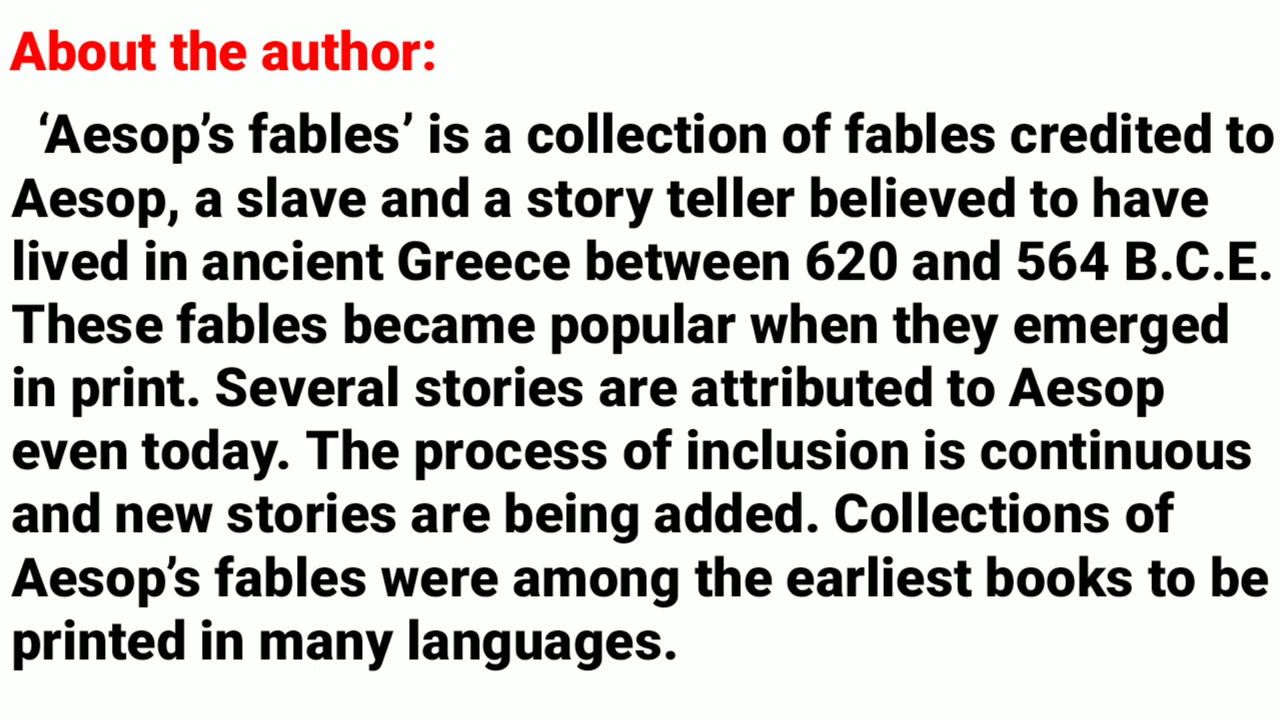 About the author:
‘Aesop’s fables’ is a collection of fables credited to
Aesop, a slave and a story teller believed to have
lived in ancient Greece between 620 and 564 B.C.E.
These fables became popular when they emerged
in print. Several stories are attributed to Aesop
even today. The process of inclusion is continuous
and new stories are being added. Collections of
Aesop’s fables were among the earliest books to be
printed in many languages.